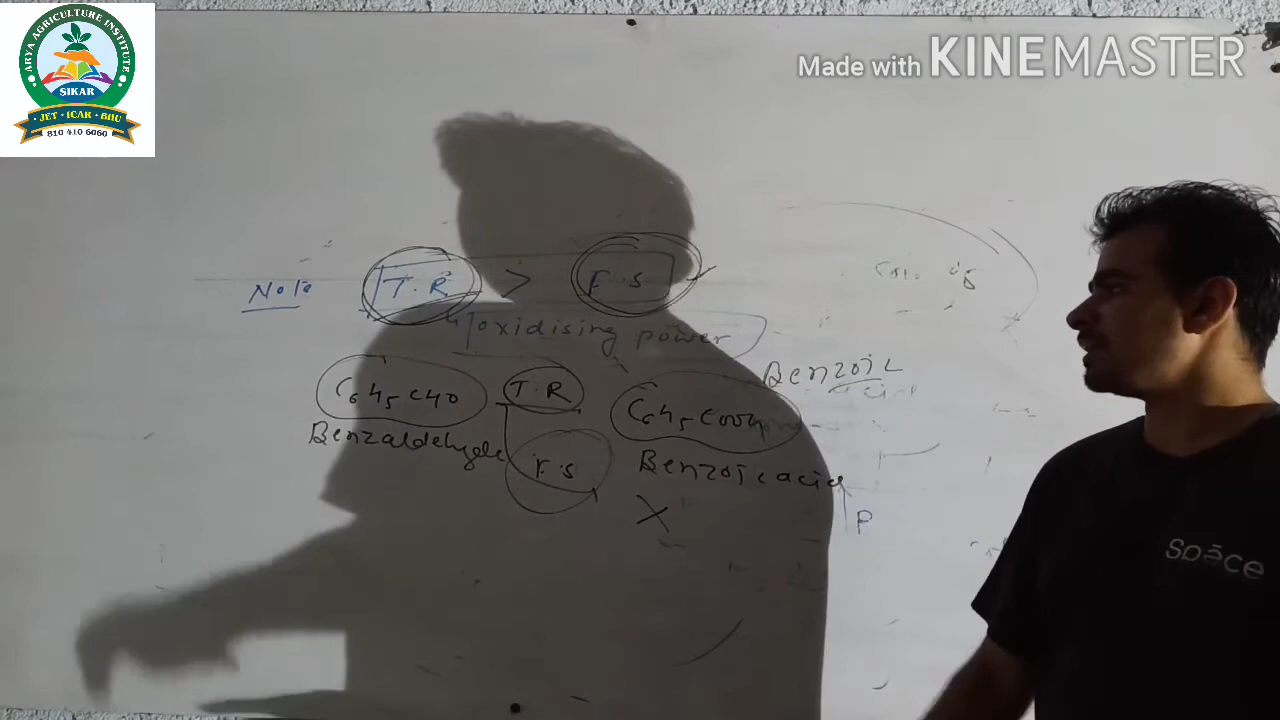 ARYA AGRICULTURE INSTITUTE
SIKAR
JET • ICAR • BHU
810 410 6060
Made with KINEMASTER
Note T.R > F.S
oxidising power
Benzoic
acid
C6H5CHO T.R C6H5COOH
Benzaldehyde F.S Benzoic acid
X
P
Space